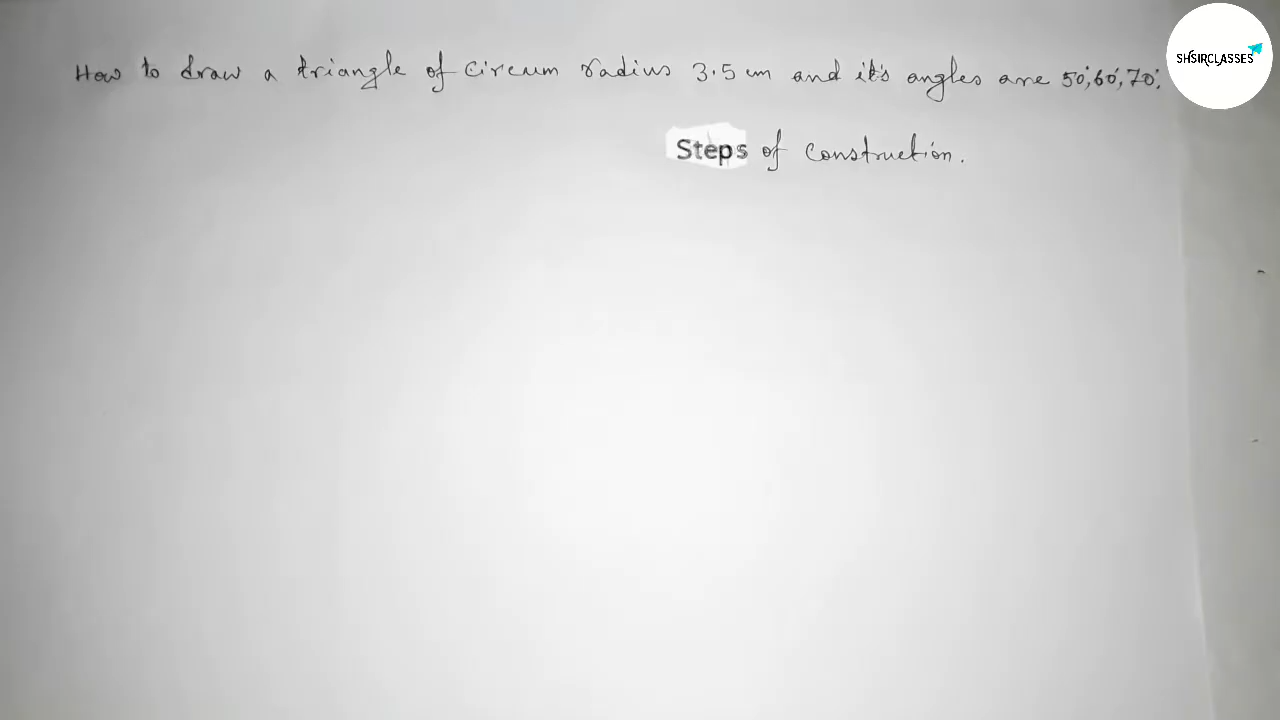 How to draw a triangle of circum radius 3.5 cm and it's angles are 50°, 60°, 70°.
SHSIRCLASSES
Steps of construction.